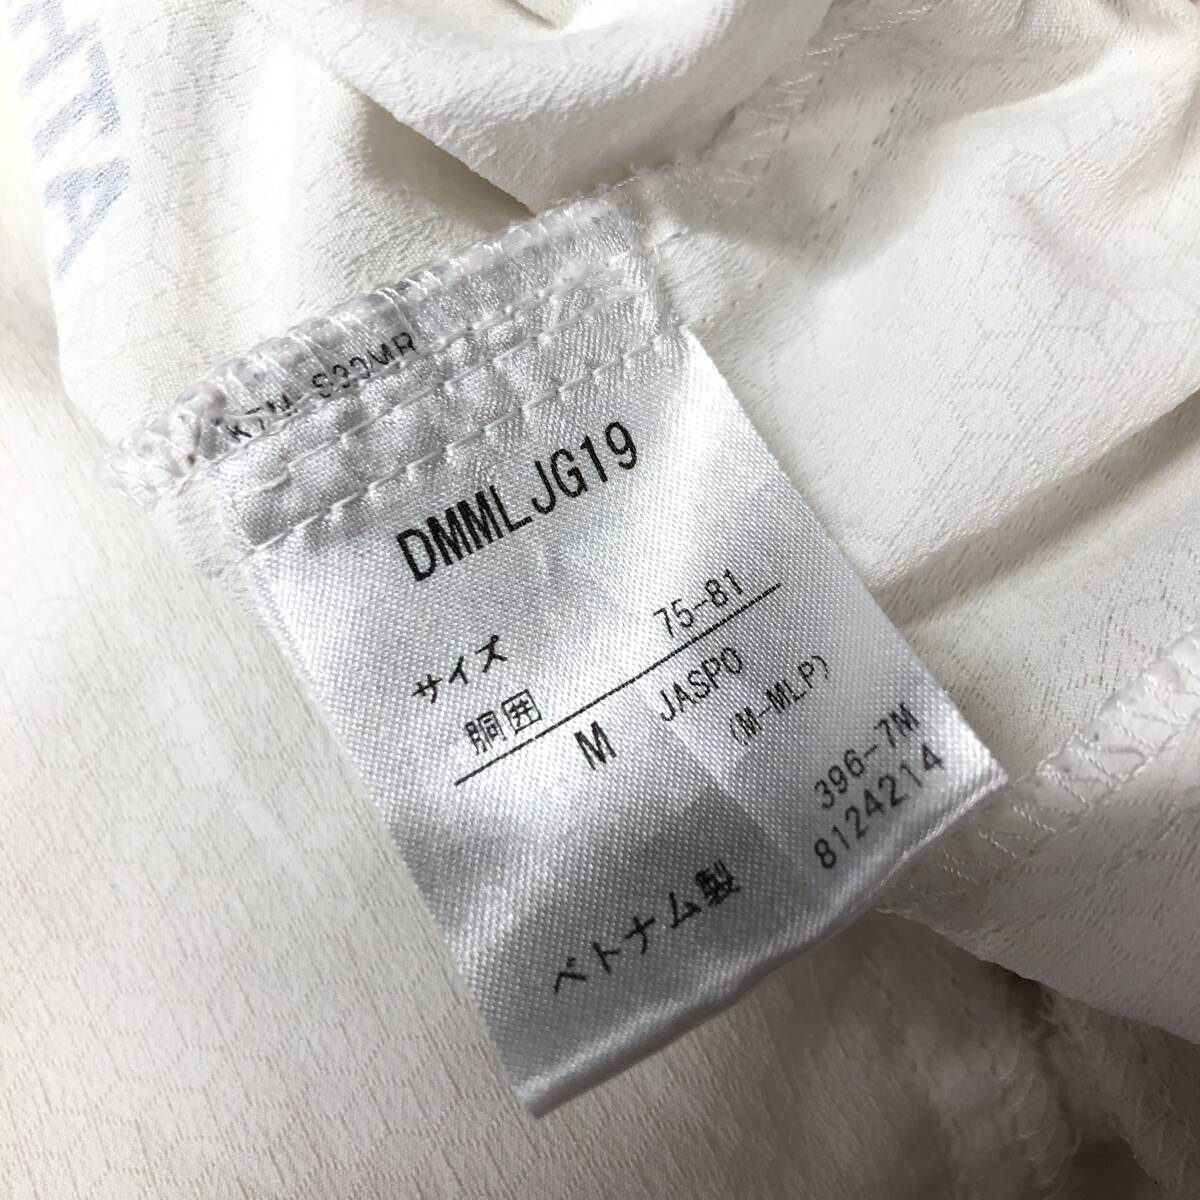 DMMLJG19
サイズ
胴囲 75-81
M JASPO
(M-MLP)
396-7M
8124214
ベトナム製